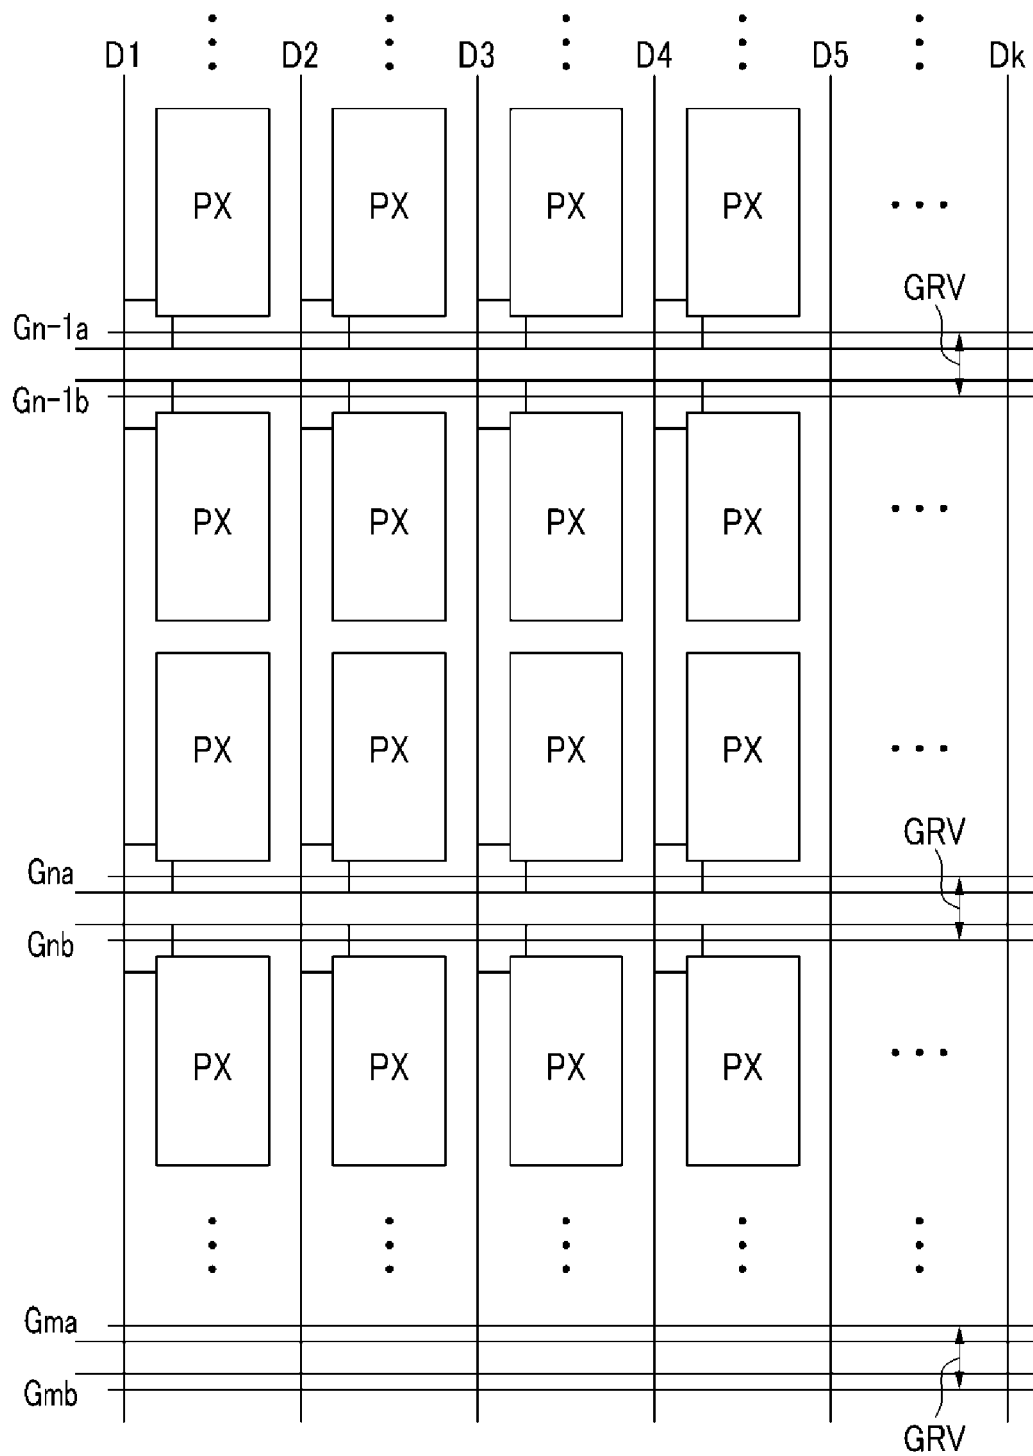 D1 D2 D3 D4 D5 Dk
PX PX PX PX
GRV
Gn-1a
Gn-1b
PX PX PX PX
PX PX PX PX
GRV
Gna
Gnb
PX PX PX PX
Gma
Gmb
GRV